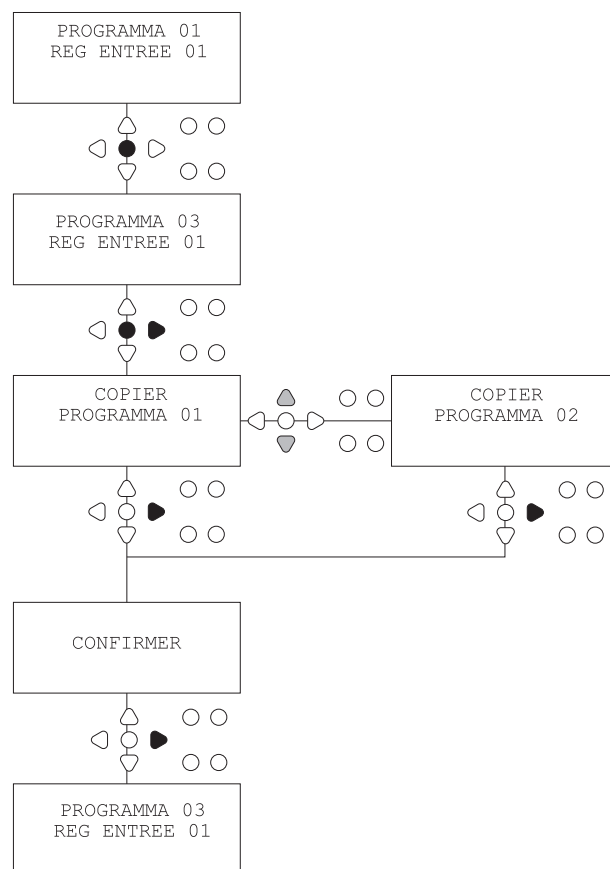 PROGRAMMA 01
REG ENTREE 01
PROGRAMMA 03
REG ENTREE 01
COPIER
PROGRAMMA 01
COPIER
PROGRAMMA 02
CONFIRMER
PROGRAMMA 03
REG ENTREE 01